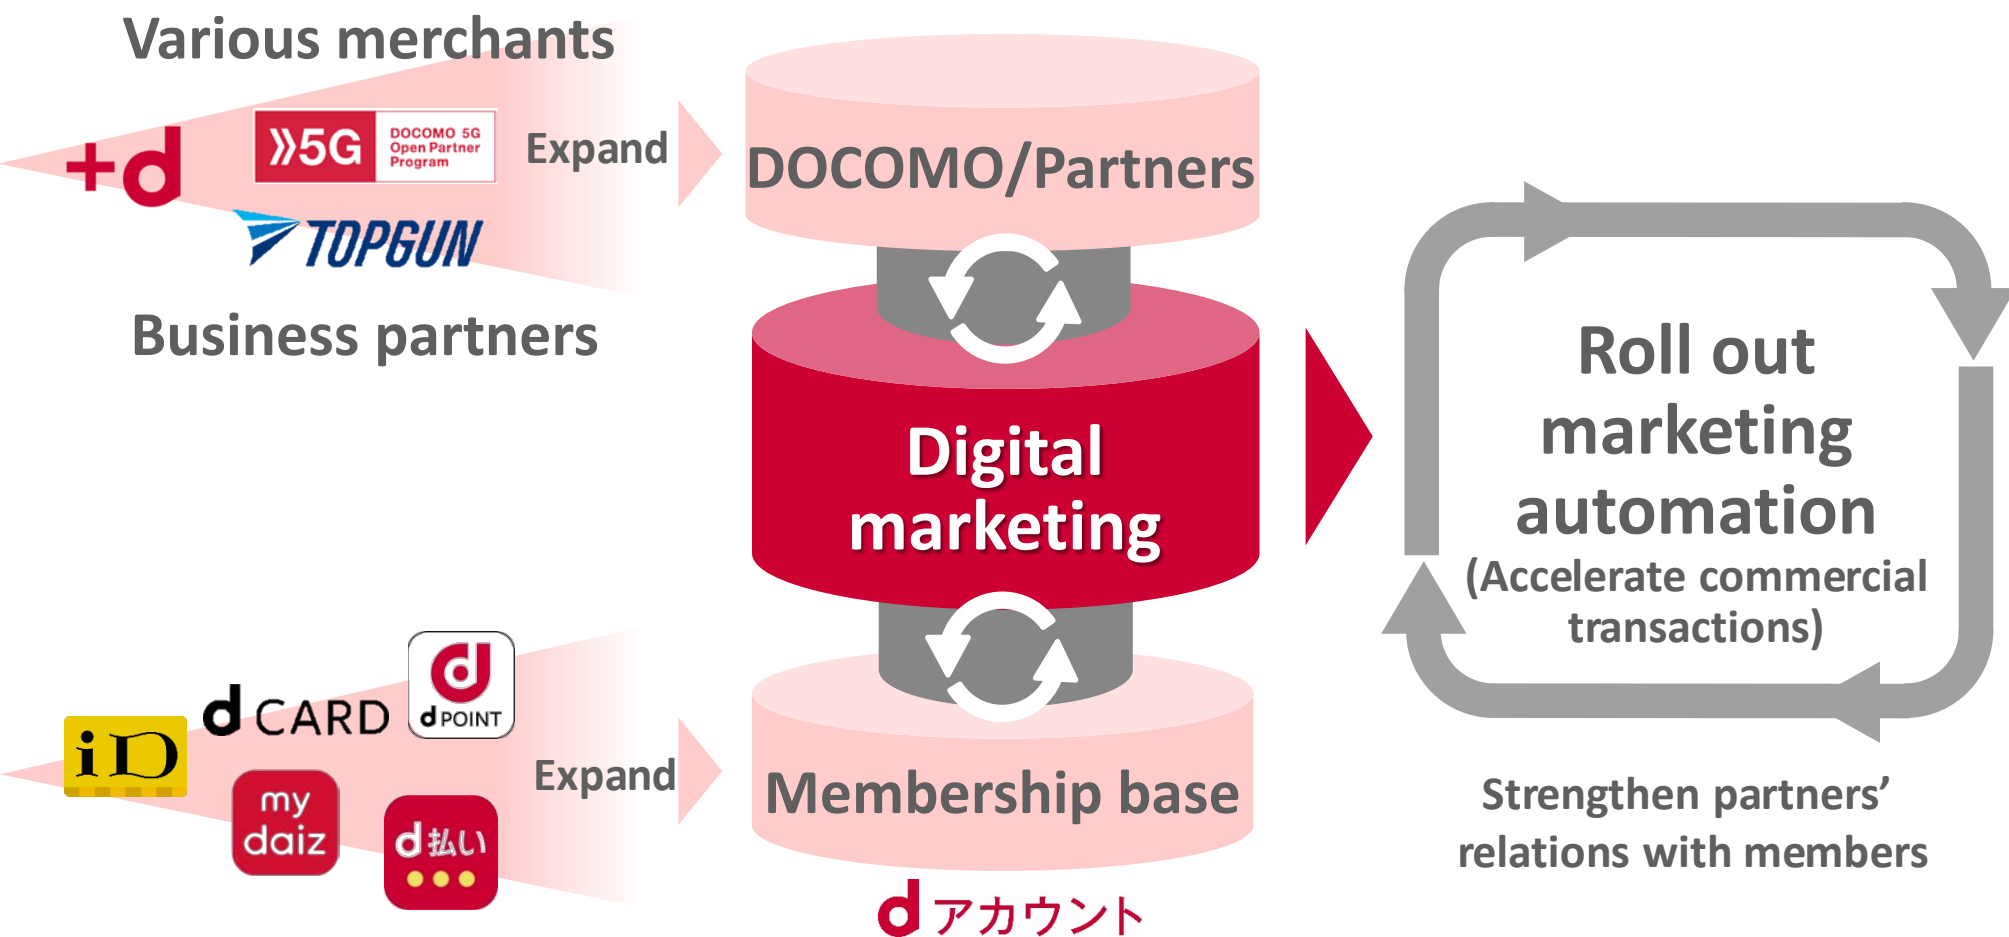 Various merchants
+d
5G
DOCOMO 5G
Open Partner
Program
TOPGUN
Expand
Business partners
DOCOMO/Partners
Digital
marketing
Membership base
dアカウント
iD
d CARD
d POINT
my
daiz
d払い
Expand
Roll out
marketing
automation
(Accelerate commercial
transactions)
Strengthen partners’
relations with members